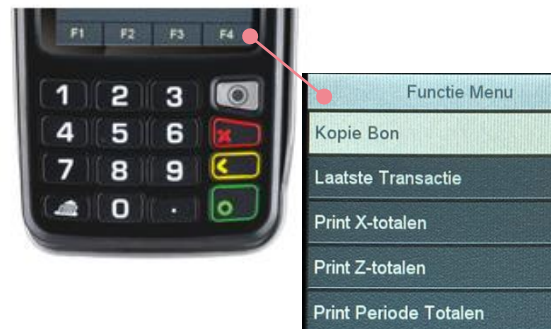 F1 F2 F3 F4
1 2 3
4 5 6
7 8 9
0 .
Functie Menu
Kopie Bon
Laatste Transactie
Print X-totalen
Print Z-totalen
Print Periode Totalen